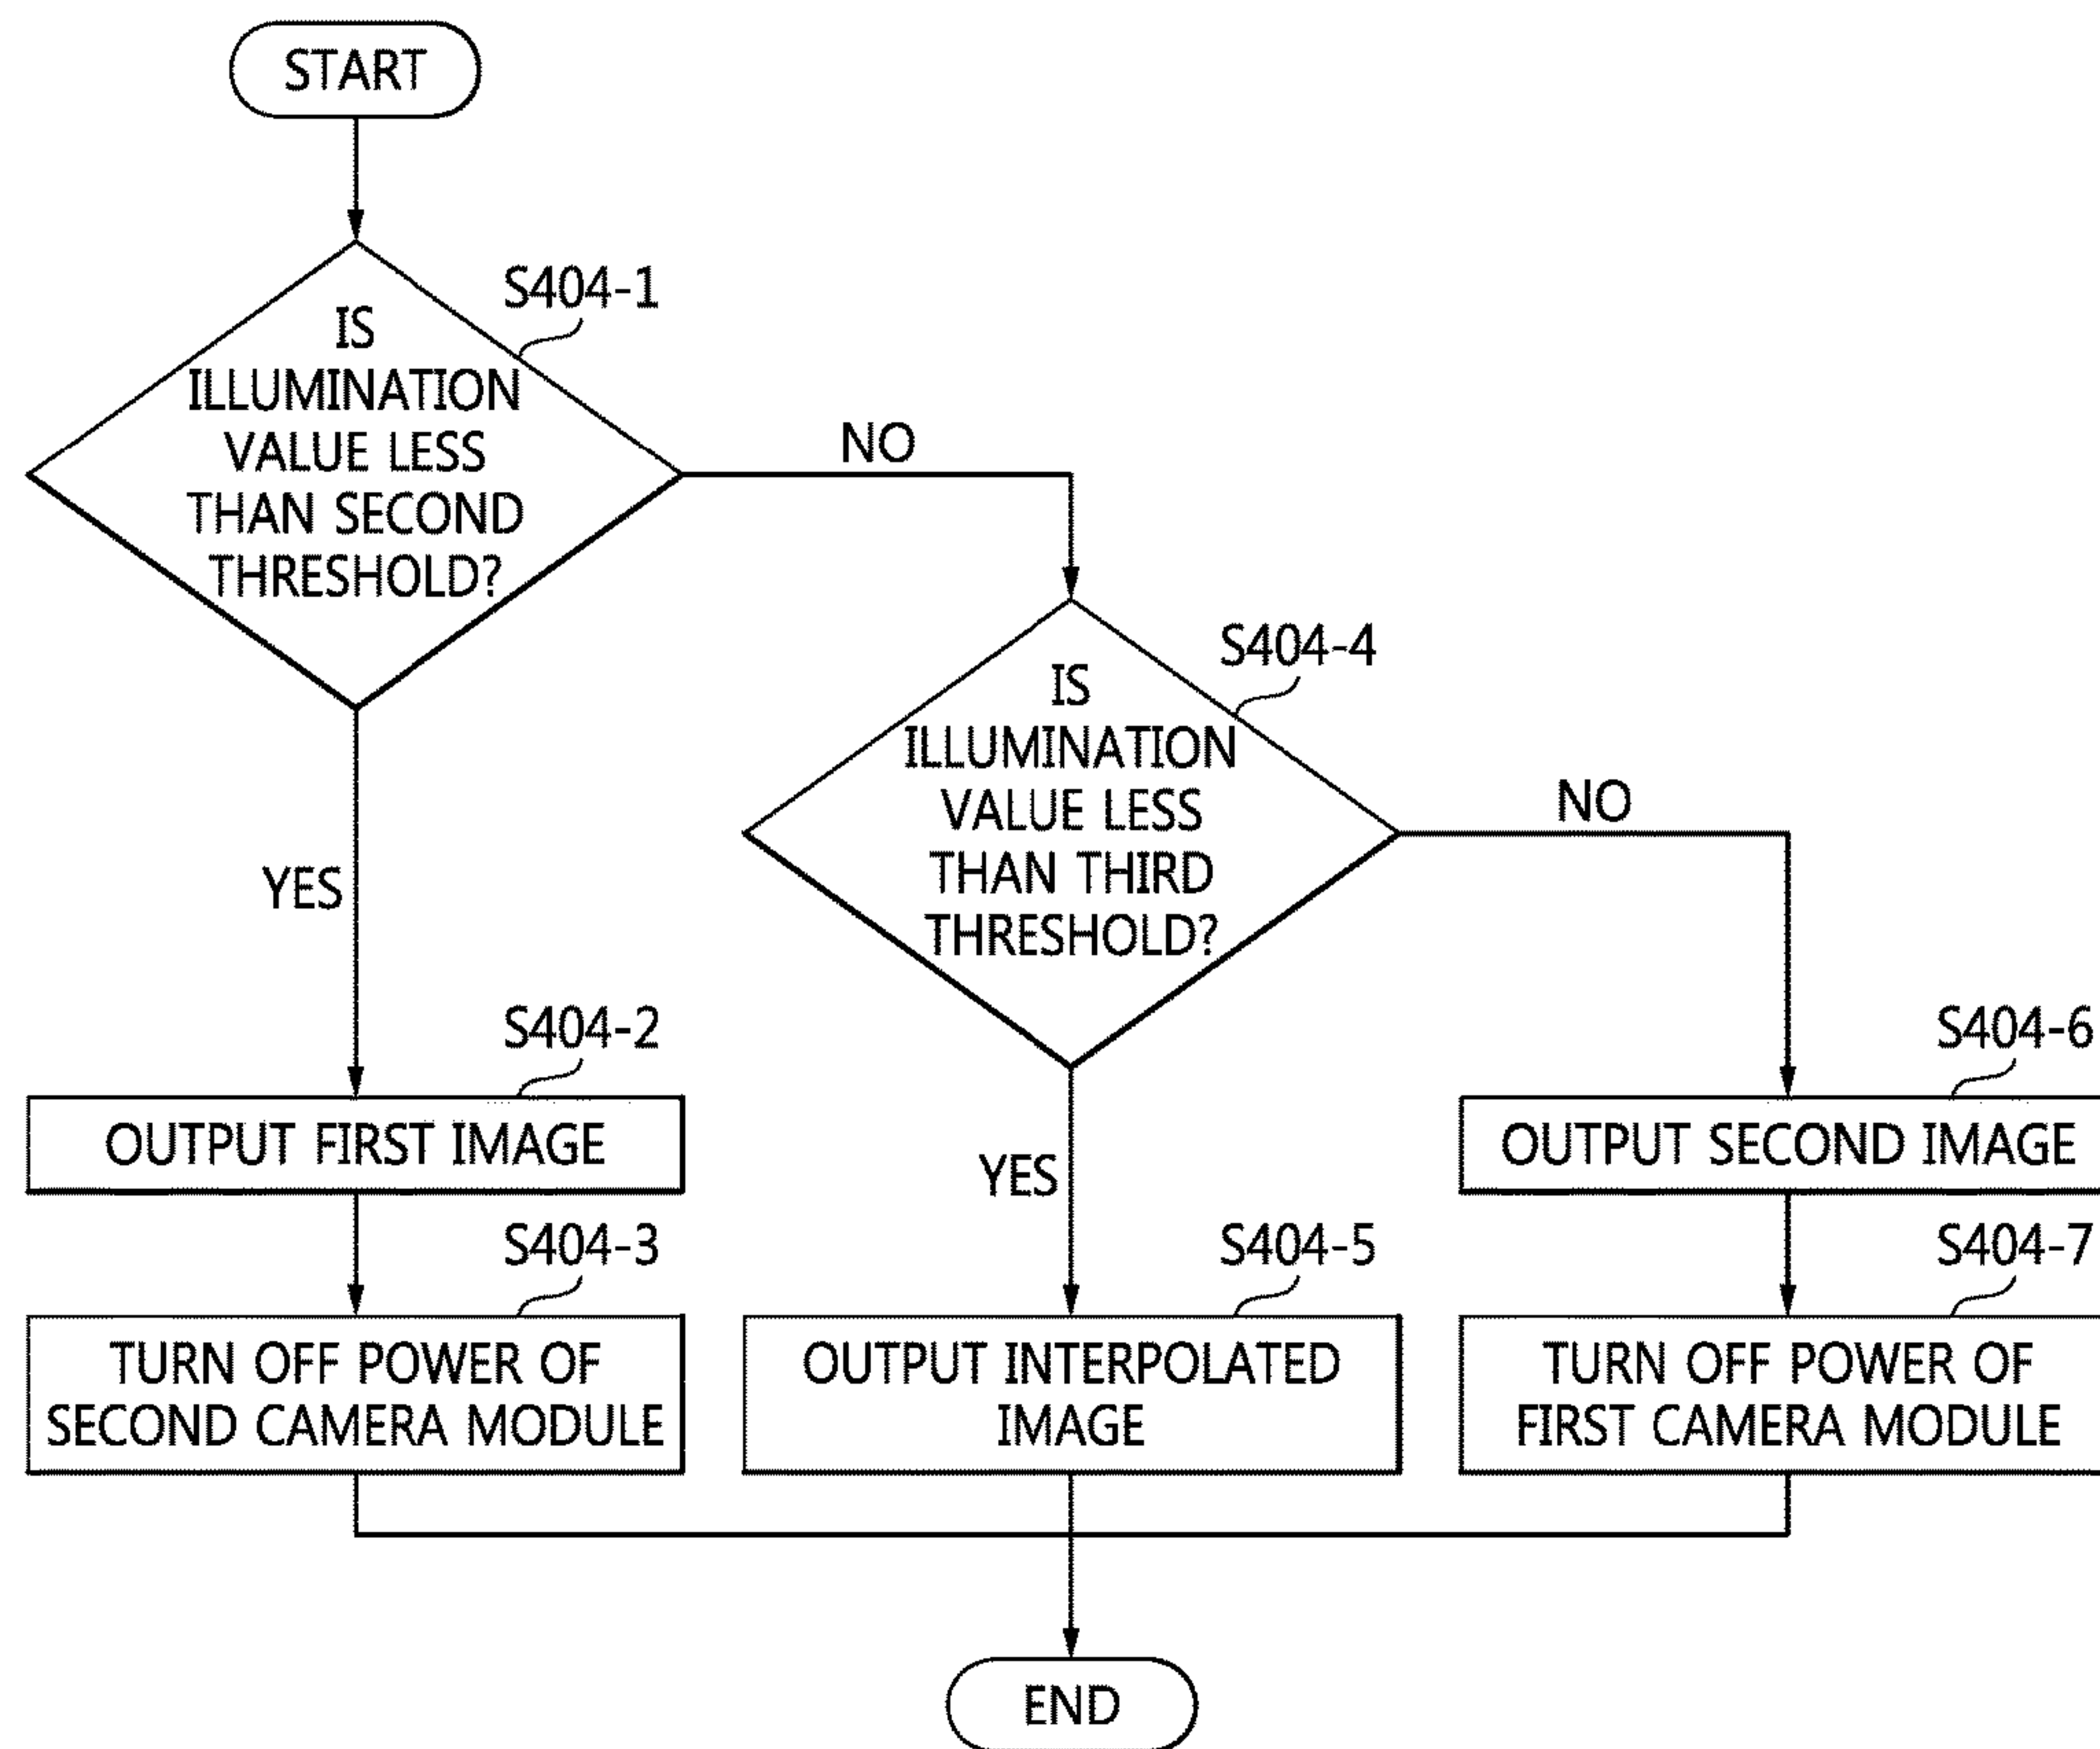 START
S404-1
IS
ILLUMINATION
VALUE LESS
THAN SECOND
THRESHOLD?
NO
S404-4
IS
ILLUMINATION
VALUE LESS
THAN THIRD
THRESHOLD?
NO
YES
S404-2
OUTPUT FIRST IMAGE
S404-3
TURN OFF POWER OF
SECOND CAMERA MODULE
YES
S404-5
OUTPUT INTERPOLATED
IMAGE
S404-6
OUTPUT SECOND IMAGE
S404-7
TURN OFF POWER OF
FIRST CAMERA MODULE
END